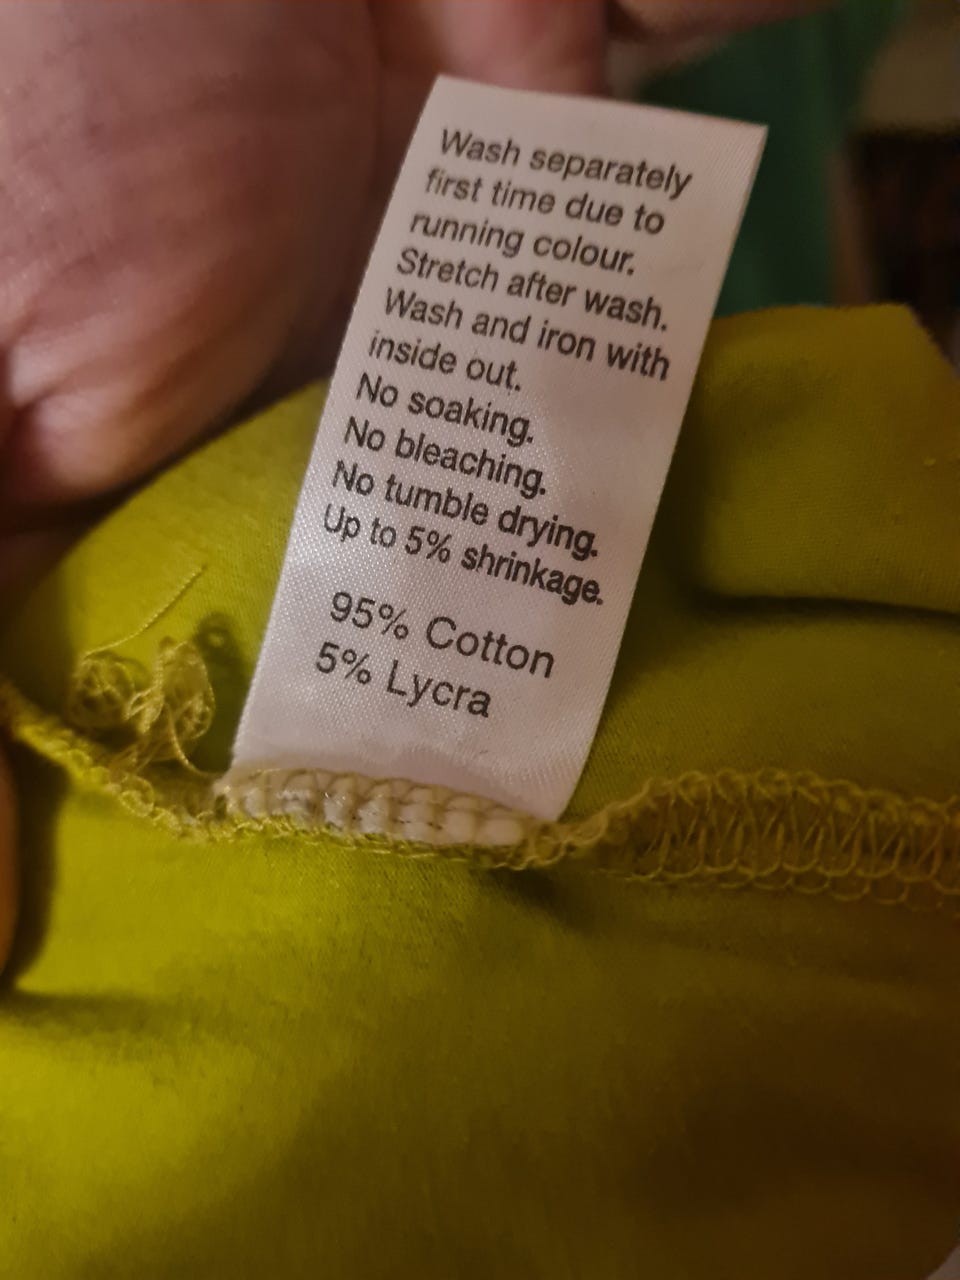 Wash separately
first time due to
running colour.
Stretch after wash.
Wash and iron with
inside out.
No soaking.
No bleaching.
No tumble drying.
Up to 5% shrinkage.
95% Cotton
5% Lycra